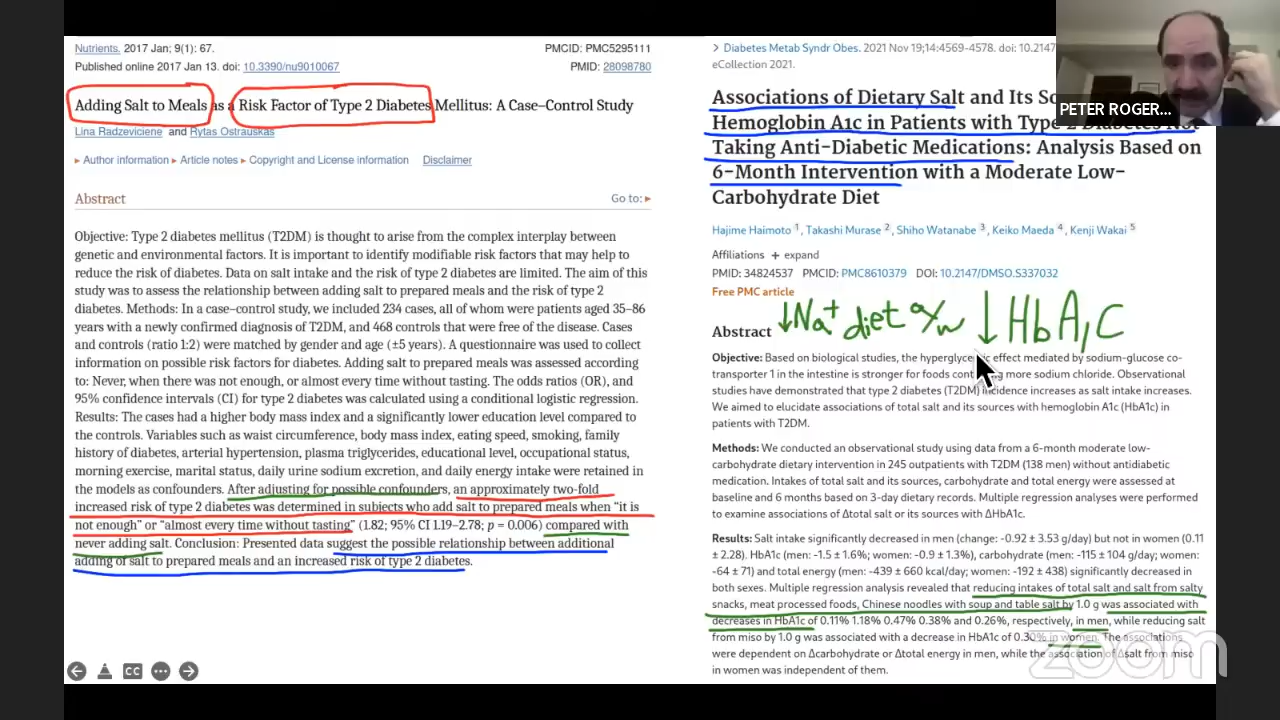 Nutrients. 2017 Jan; 9(1): 67.
PMCID: PMC5295111
Published online 2017 Jan 13. doi: 10.3390/nu9010067
PMID: 28098780
Adding Salt to Meals as a Risk Factor of Type 2 Diabetes Mellitus: A Case–Control Study
Lina Radzeviciene and Rytas Ostrauskas
▸ Author information ▸ Article notes ▸ Copyright and License information Disclaimer
Abstract
Go to: ▸
Objective: Type 2 diabetes mellitus (T2DM) is thought to arise from the complex interplay between
genetic and environmental factors. It is important to identify modifiable risk factors that may help to
reduce the risk of diabetes. Data on salt intake and the risk of type 2 diabetes are limited. The aim of this
study was to assess the relationship between adding salt to prepared meals and the risk of type 2
diabetes. Methods: In a case–control study, we included 234 cases, all of whom were patients aged 35–86
years with a newly confirmed diagnosis of T2DM, and 468 controls that were free of the disease. Cases
and controls (ratio 1:2) were matched by gender and age (±5 years). A questionnaire was used to collect
information on possible risk factors for diabetes. Adding salt to prepared meals was assessed according
to: Never, when there was not enough, or almost every time without tasting. The odds ratios (OR), and
95% confidence intervals (CI) for type 2 diabetes was calculated using a conditional logistic regression.
Results: The cases had a higher body mass index and a significantly lower education level compared to
the controls. Variables such as waist circumference, body mass index, eating speed, smoking, family
history of diabetes, arterial hypertension, plasma triglycerides, educational level, occupational status,
morning exercise, marital status, daily urine sodium excretion, and daily energy intake were retained in
the models as confounders. After adjusting for possible confounders, an approximately two-fold
increased risk of type 2 diabetes was determined in subjects who add salt to prepared meals when “it is
not enough” or “almost every time without tasting” (1.82; 95% CI 1.19–2.78; p = 0.006) compared with
never adding salt. Conclusion: Presented data suggest the possible relationship between additional
adding of salt to prepared meals and an increased risk of type 2 diabetes.
CC
> Diabetes Metab Syndr Obes. 2021 Nov 19;14:4569-4578. doi: 10.2147
eCollection 2021.
PETER ROGER...
Associations of Dietary Salt and Its So
Hemoglobin A1c in Patients with Type 2 Diabetes Not
Taking Anti-Diabetic Medications: Analysis Based on
6-Month Intervention with a Moderate Low-
Carbohydrate Diet
Hajime Haimoto 1, Takashi Murase 2, Shiho Watanabe 3, Keiko Maeda 4, Kenji Wakai 5
Affiliations + expand
PMID: 34824537 PMCID: PMC8610379 DOI: 10.2147/DMSO.S337032
Free PMC article
↓Na+ diet ↓HbA1C
Abstract
Objective: Based on biological studies, the hyperglycemic effect mediated by sodium-glucose co-
transporter 1 in the intestine is stronger for foods more sodium chloride. Observational
studies have demonstrated that type 2 diabetes (T2DM) incidence increases as salt intake increases.
We aimed to elucidate associations of total salt and its sources with hemoglobin A1c (HbA1c) in
patients with T2DM.
Methods: We conducted an observational study using data from a 6-month moderate low-
carbohydrate dietary intervention in 245 outpatients with T2DM (138 men) without antidiabetic
medication. Intakes of total salt and its sources, carbohydrate and total energy were assessed at
baseline and 6 months based on 3-day dietary records. Multiple regression analyses were performed
to examine associations of Δtotal salt or its sources with ΔHbA1c.
Results: Salt intake significantly decreased in men (change: -0.92 ± 3.53 g/day) but not in women (0.11
± 2.28). HbA1c (men: -1.5 ± 1.6%; women: -0.9 ± 1.3%), carbohydrate (men: -115 ± 104 g/day; women:
-64 ± 71) and total energy (men: -439 ± 660 kcal/day; women: -192 ± 438) significantly decreased in
both sexes. Multiple regression analysis revealed that reducing intakes of total salt and salt from salty
snacks, meat processed foods, Chinese noodles with soup and table salt by 1.0 g was associated with
decreases in HbA1c of 0.11% 1.18% 0.47% 0.38% and 0.26%, respectively, in men, while reducing salt
from miso by 1.0 g was associated with a decrease in HbA1c of 0.30% in women. The associations
were dependent on Δcarbohydrate or Δtotal energy in men, while the association of Δsalt from miso
in women was independent of them.
zoom